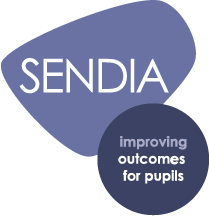 SENDIA
improving
outcomes
for pupils